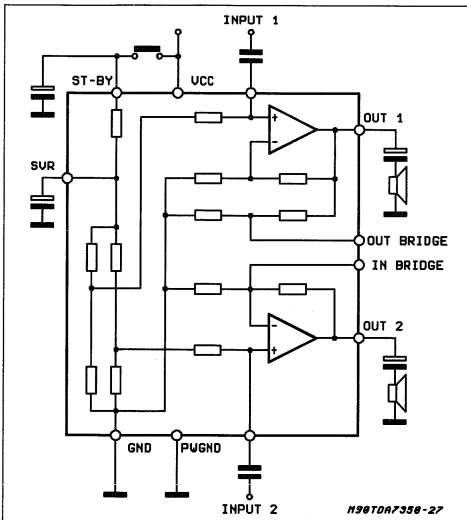 INPUT 1
ST-BY
VCC
OUT 1
+
-
SVR
OUT BRIDGE
IN BRIDGE
OUT 2
-
+
GND
PWGND
INPUT 2
M90TDA7350-27